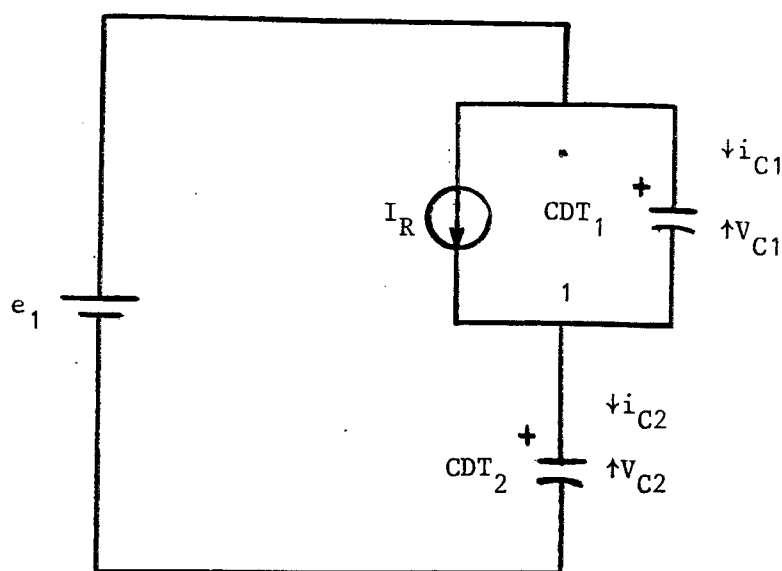 ↓i_C1
+
I_R
CDT_1
↑V_C1
1
e_1
↓i_C2
+
CDT_2
↑V_C2